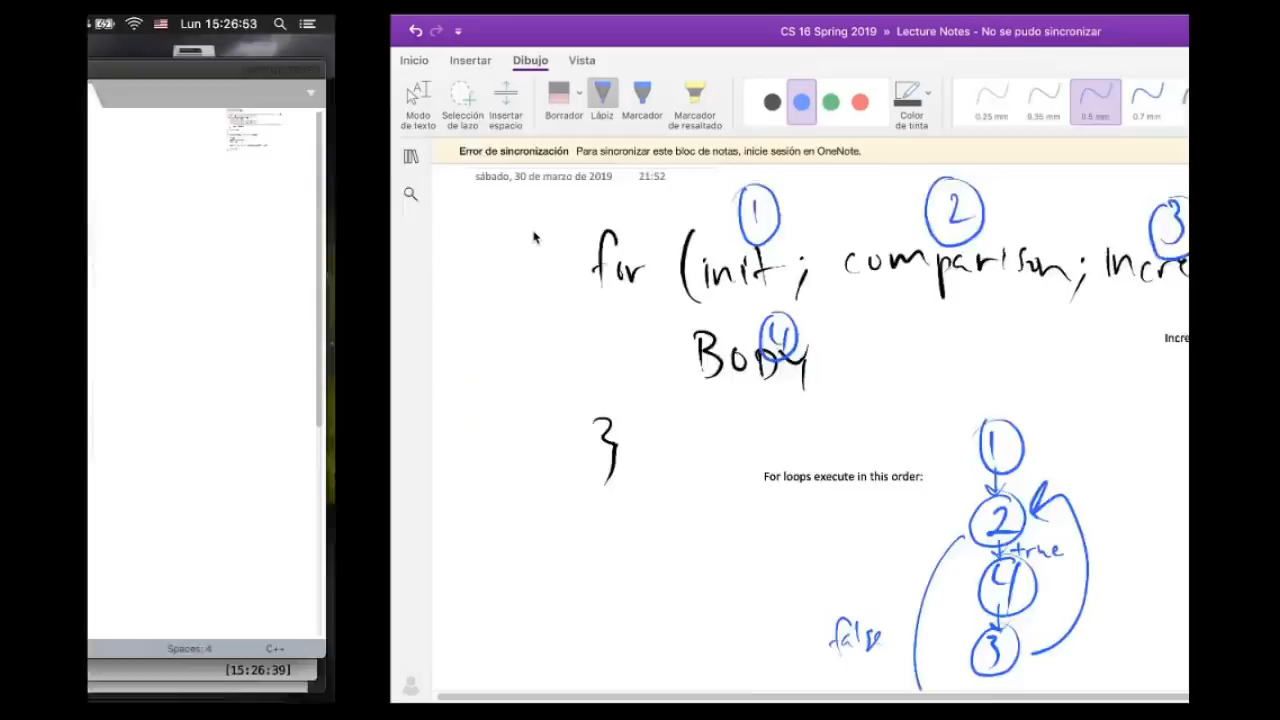 Lun 15:26:53
CS 16 Spring 2019 » Lecture Notes - No se pudo sincronizar
Inicio Insertar Dibujo Vista
Modo de texto
Selección de lazo
Insertar espacio
Borrador
Lápiz
Marcador
Marcador de resaltado
Color de tinta
0.25 mm
0.35 mm
0.5 mm
0.7 mm
Error de sincronización Para sincronizar este bloc de notas, inicie sesión en OneNote.
sábado, 30 de marzo de 2019 21:52
1 2 3
for (init; comparison; incre
4
Body
Incre
}
For loops execute in this order:
1
2
true
4
false
3
Spaces: 4 C++
[15:26:39]